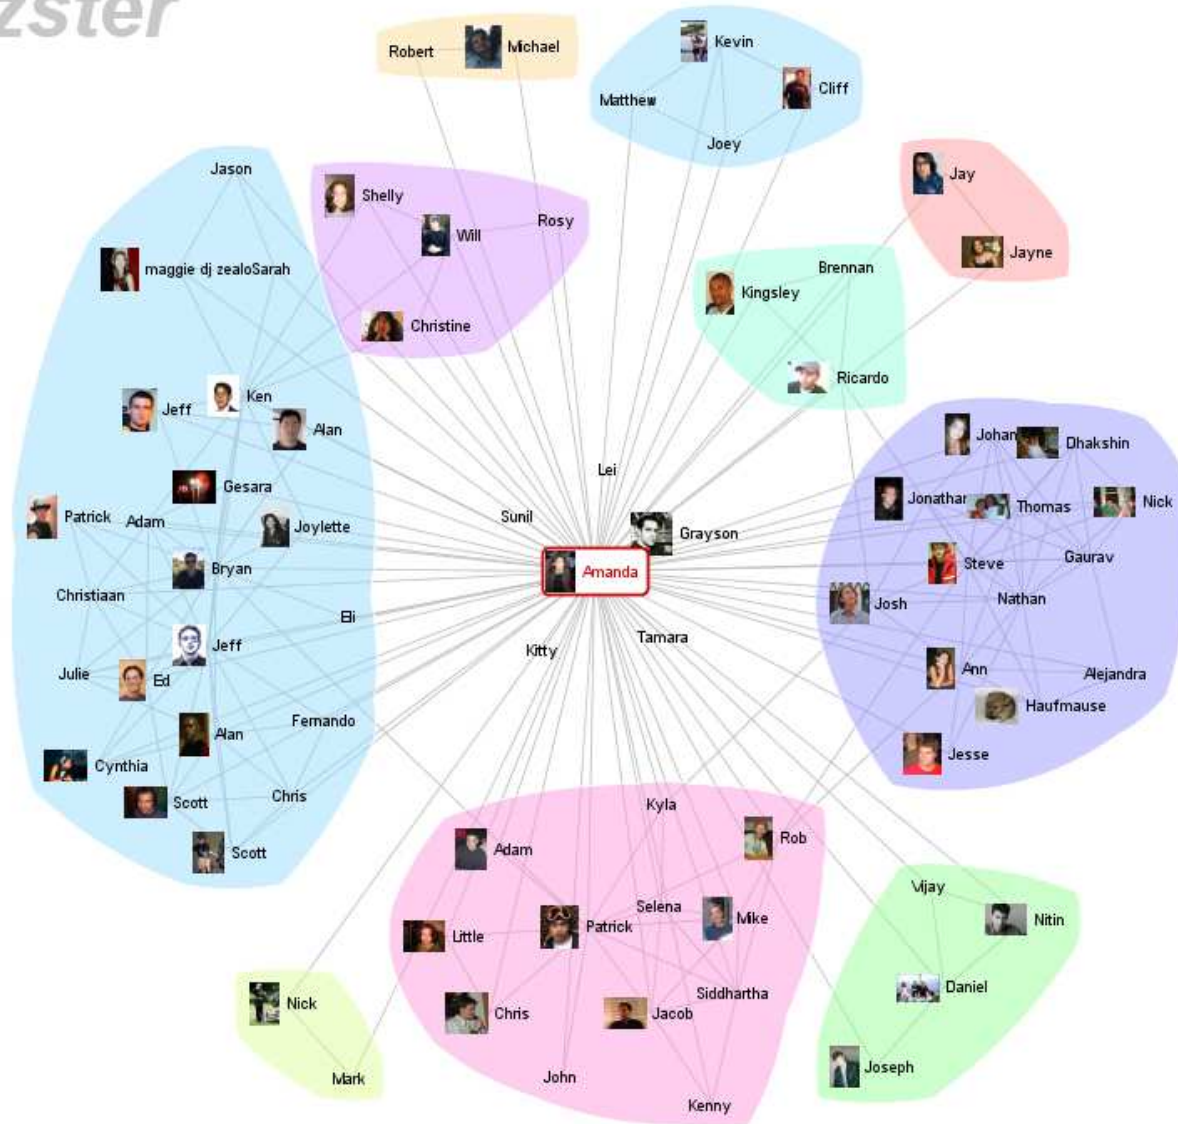 zster
Robert
Michael
Kevin
Cliff
Matthew
Joey
Jason
Shelly
Will
Rosy
Jay
Jayne
maggie dj zealoSarah
Christine
Brennan
Kingsley
Ricardo
Jeff
Ken
Alan
Johan
Dhakshin
Lei
Gesara
Jonathar
Thomas
Nick
Patrick
Adam
Joylette
Sunil
Grayson
Bryan
Amanda
Steve
Gaurav
Christiaan
Eli
Josh
Nathan
Jeff
Kitty
Tamara
Julie
Ed
Ann
Alejandra
Haufmause
Alan
Fernando
Jesse
Cynthia
Scott
Chris
Scott
Kyla
Rob
Adam
Vijay
Selena
Mike
Nitin
Little
Patrick
Nick
Chris
Jacob
Siddhartha
Daniel
Mark
John
Kenny
Joseph